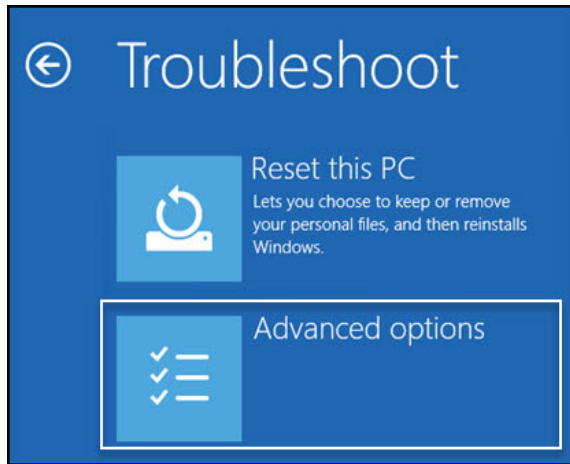 Troubleshoot
Reset this PC
Lets you choose to keep or remove
your personal files, and then reinstalls
Windows.
Advanced options